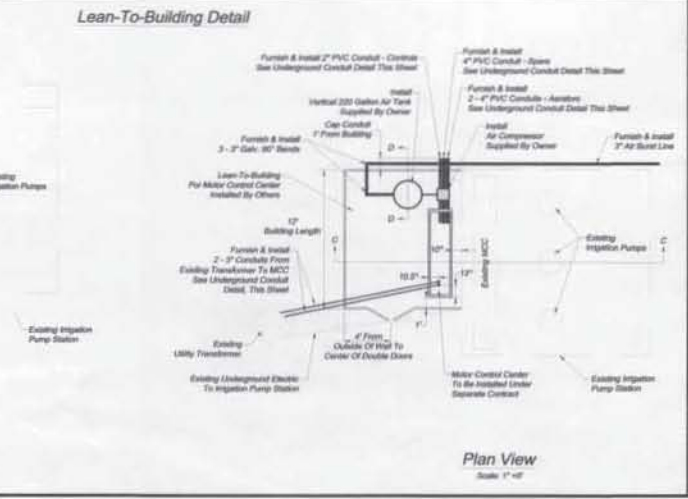 Lean-To-Building Detail
Furnish & Install 2" PVC Conduit - Controls
See Underground Conduit Detail This Sheet
Furnish & Install
4" PVC Conduit - Spare
See Underground Conduit Detail This Sheet
Install
Vertical 220 Gallon Air Tank
Supplied By Owner
Furnish & Install
2 - 4" PVC Conduits - Aerators
See Underground Conduit Detail This Sheet
Cap Conduit
1' From Building
Install
Air Compressor
Supplied By Owner
Furnish & Install
3 - 3" Galv. 90° Bends
Furnish & Install
3" Air Burst Line
D
Lean-To-Building
For Motor Control Center
Installed By Others
D
12'
Building Length
Furnish & Install
2 - 3" Conduits From
Existing Transformer To MCC
See Underground Conduit
Detail, This Sheet
C
10"
Existing MCC
Existing
Irrigation Pumps
C
10.5"
12"
1"
Existing
Utility Transformer
4' From
Outside Of Wall To
Center Of Double Doors
Existing Underground Electric
To Irrigation Pump Station
Motor Control Center
To Be Installed Under
Separate Contract
Existing Irrigation
Pump Station
Existing Irrigation
Pump Station
Plan View